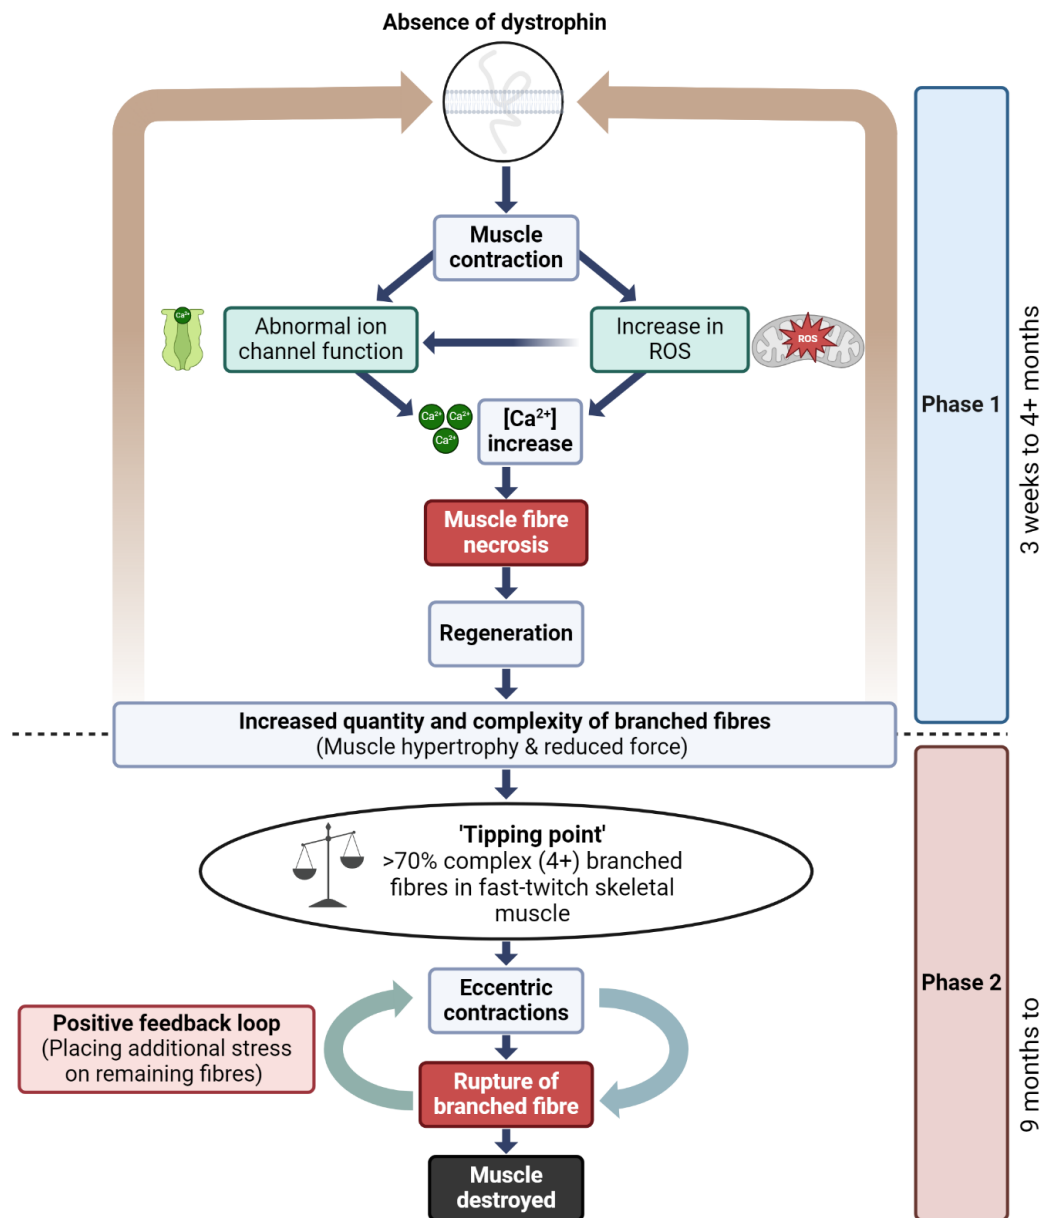 Absence of dystrophin
Muscle
contraction
Ca²⁺
Abnormal ion
channel function
Increase in
ROS
ROS
Ca²⁺
Ca²⁺
Ca²⁺
[Ca²⁺]
increase
Muscle fibre
necrosis
Regeneration
Increased quantity and complexity of branched fibres
(Muscle hypertrophy & reduced force)
Phase 1
3 weeks to 4+ months
'Tipping point'
>70% complex (4+) branched
fibres in fast-twitch skeletal
muscle
Eccentric
contractions
Positive feedback loop
(Placing additional stress
on remaining fibres)
Rupture of
branched fibre
Muscle
destroyed
Phase 2
9 months to